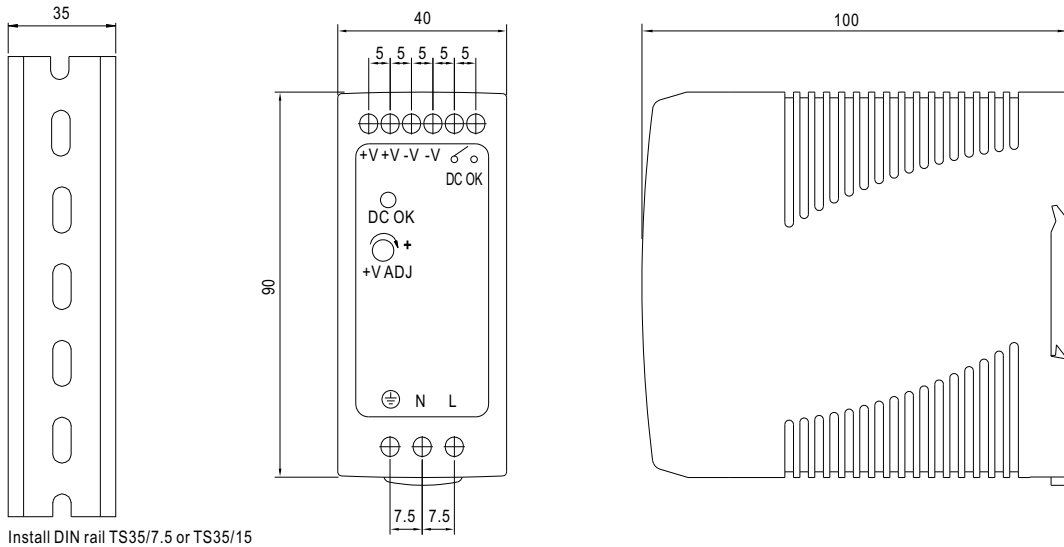 35
40
100
5 5 5 5 5
+V +V -V -V
DC OK
DC OK
+
+V ADJ
90
N L
7.5 7.5
Install DIN rail TS35/7.5 or TS35/15